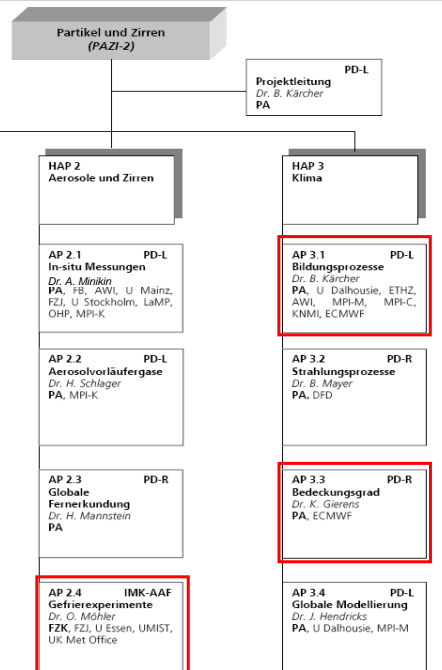 Partikel und Zirren
(PAZI-2)
PD-L
Projektleitung
Dr. B. Kärcher
PA
HAP 2
Aerosole und Zirren
HAP 3
Klima
AP 2.1 PD-L
In-situ Messungen
Dr. A. Minikin
PA, FB, AWI, U Mainz,
FZJ, U Stockholm, LaMP,
OHP, MPI-K
AP 3.1 PD-L
Bildungsprozesse
Dr. B. Kärcher
PA, U Dalhousie, ETHZ,
AWI, MPI-M, MPI-C,
KNMI, ECMWF
AP 2.2 PD-L
Aerosolvorläufergase
Dr. H. Schlager
PA, MPI-K
AP 3.2 PD-R
Strahlungsprozesse
Dr. B. Mayer
PA, DFD
AP 2.3 PD-R
Globale
Fernerkundung
Dr. H. Mannstein
PA
AP 3.3 PD-R
Bedeckungsgrad
Dr. K. Gierens
PA, ECMWF
AP 2.4 IMK-AAF
Gefrierexperimente
Dr. O. Möhler
FZK, FZJ, U Essen, UMIST,
UK Met Office
AP 3.4 PD-L
Globale Modellierung
Dr. J. Hendricks
PA, U Dalhousie, MPI-M